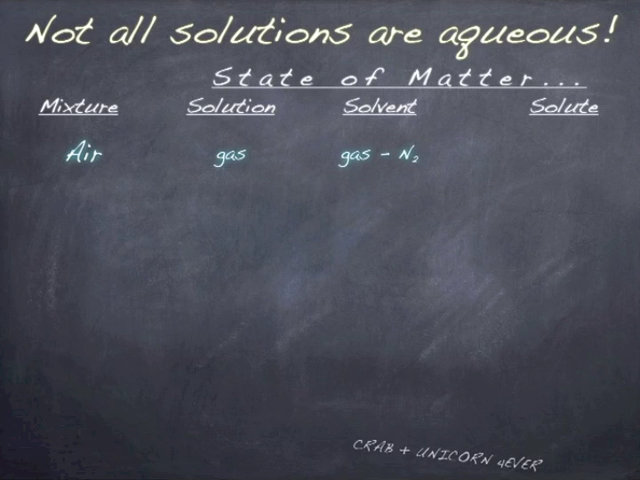 Not all solutions are aqueous!
State of Matter...
Mixture Solution Solvent Solute
Air gas gas - N₂
CRAB + UNICORN 4EVER